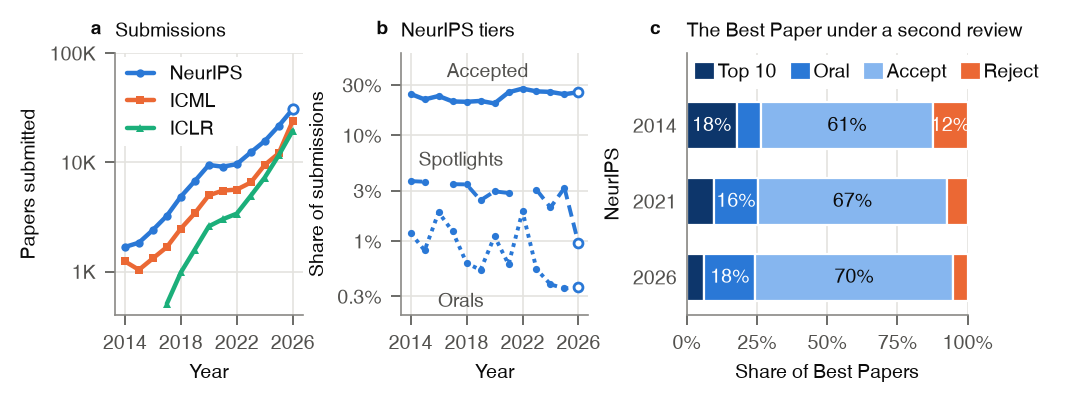 a Submissions
100K
10K
1K
Papers submitted
NeurIPS
ICML
ICLR
2014 2018 2022 2026
Year
b NeurIPS tiers
30%
10%
3%
1%
0.3%
Share of submissions
Accepted
Spotlights
Orals
2014 2018 2022 2026
Year
c The Best Paper under a second review
Top 10 Oral Accept Reject
NeurIPS
2014 18% 61% 12%
2021 16% 67%
2026 18% 70%
0% 25% 50% 75% 100%
Share of Best Papers